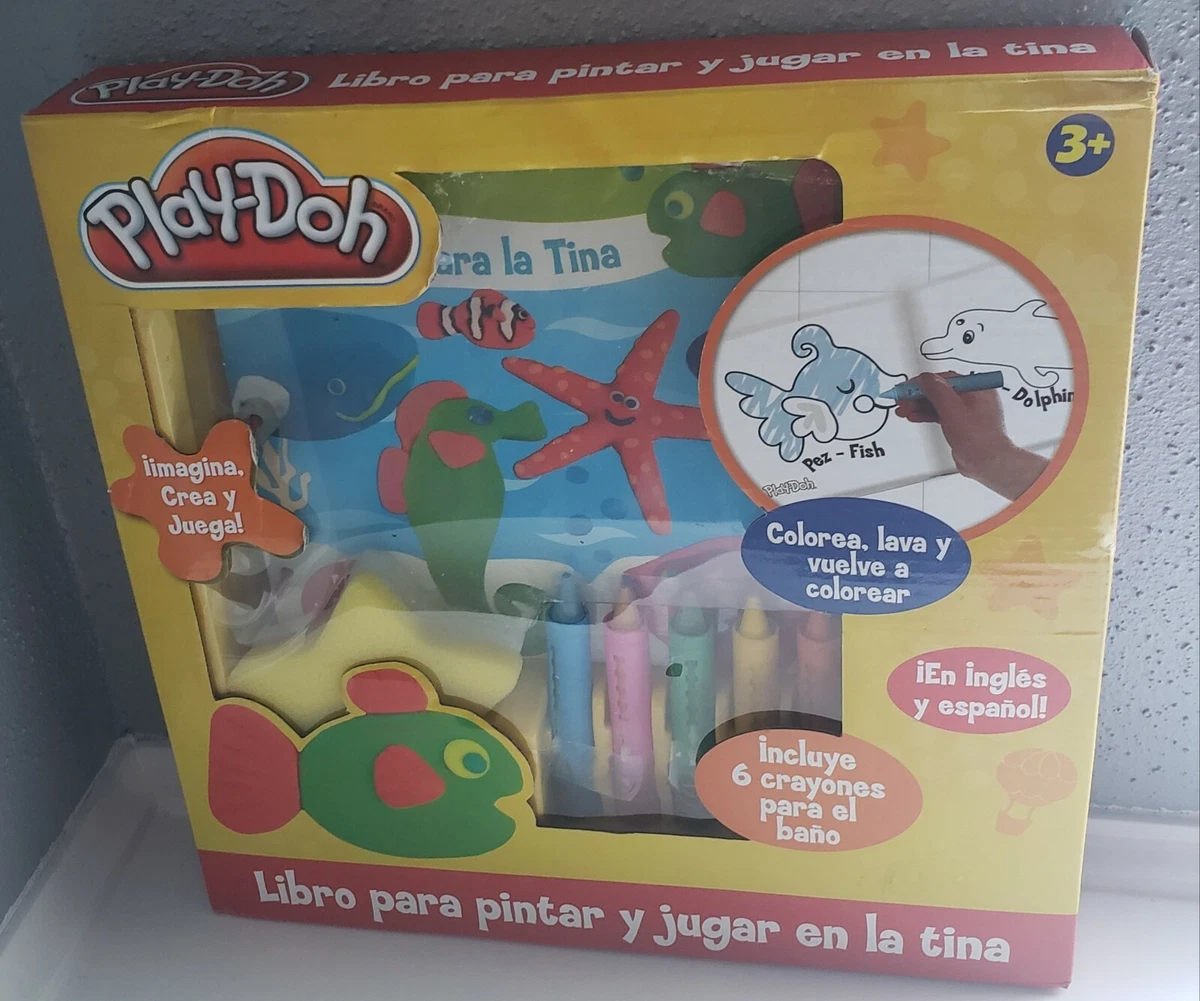 PLAY-DOH Libro para pintar y jugar en la tina
PLAY-DOH
3+
ara la Tina
¡imagina,
Crea y
Juega!
Pez - Fish
Dolphin
PLAY-DOH
Colorea, lava y
vuelve a
colorear
¡En inglés
y español!
incluye
6 crayones
para el
baño
Libro para pintar y jugar en la tina